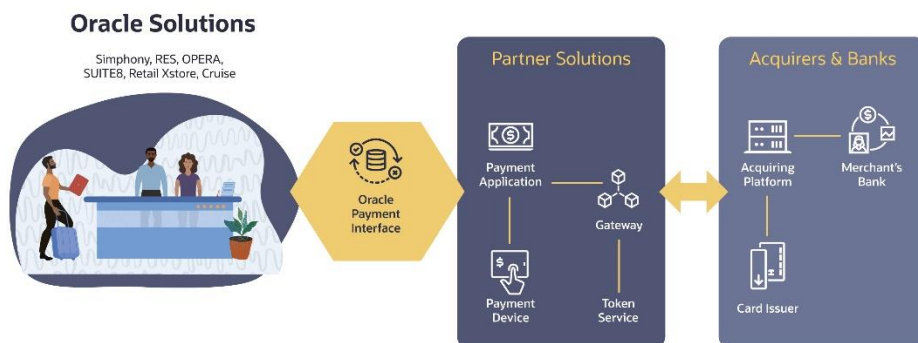 Oracle Solutions
Simphony, RES, OPERA,
SUITE8, Retail Xstore, Cruise
Oracle
Payment
Interface
Partner Solutions
Payment
Application
Gateway
Payment
Device
Token
Service
Acquirers & Banks
Acquiring
Platform
Merchant's
Bank
Card Issuer